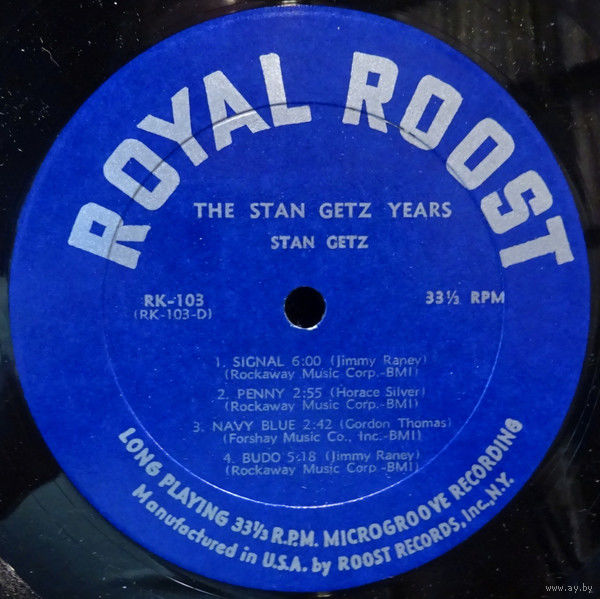 ROYAL ROOST
THE STAN GETZ YEARS
STAN GETZ
RK-103
(RK-103-D)
33⅓ RPM
1. SIGNAL 6:00 (Jimmy Raney)
(Rockaway Music Corp.-BMI)
2. PENNY 2:55 (Horace Silver)
(Rockaway Music Corp.-BMI)
3. NAVY BLUE 2:42 (Gordon Thomas)
(Forshay Music Co., Inc.-BMI)
4. BUDO 5:18 (Jimmy Raney)
(Rockaway Music Corp.-BMI)
LONG PLAYING 33⅓ R.P.M. MICROGROOVE RECORDING
Manufactured in U.S.A. by ROOST RECORDS, Inc., N.Y.
www.ay.by